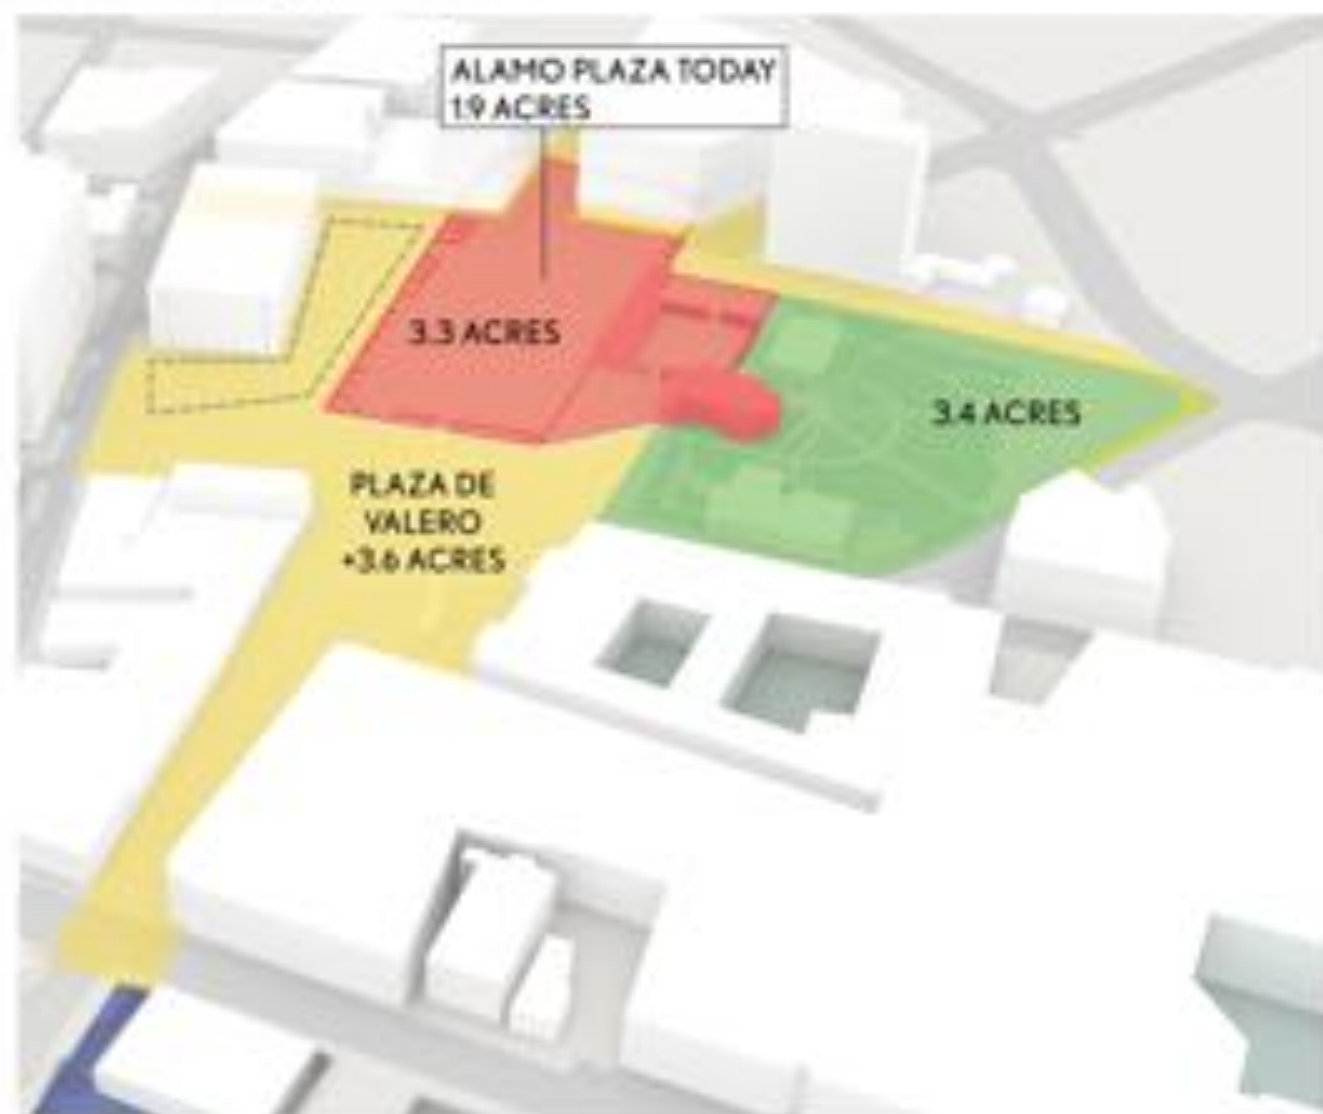 ALAMO PLAZA TODAY
1.9 ACRES
3.3 ACRES
3.4 ACRES
PLAZA DE
VALERO
+3.6 ACRES